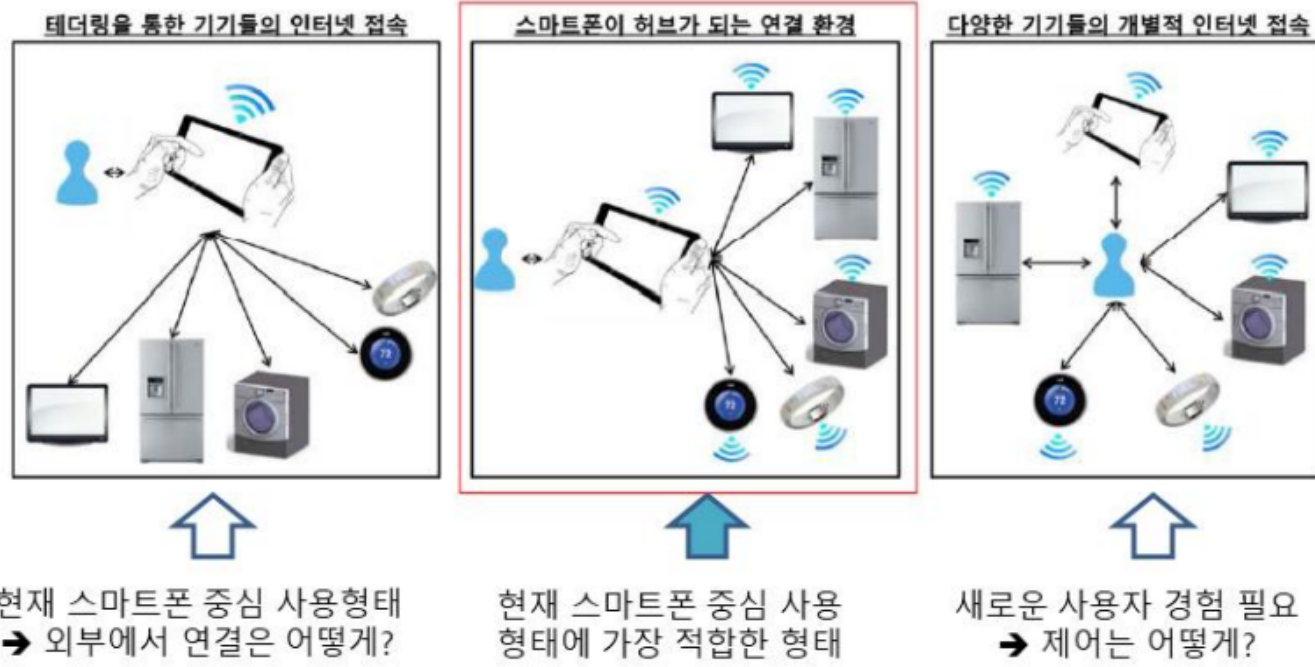 테더링을 통한 기기들의 인터넷 접속
스마트폰이 허브가 되는 연결 환경
다양한 기기들의 개별적 인터넷 접속
72
72
72
현재 스마트폰 중심 사용형태
➔ 외부에서 연결은 어떻게?
현재 스마트폰 중심 사용
형태에 가장 적합한 형태
새로운 사용자 경험 필요
➔ 제어는 어떻게?